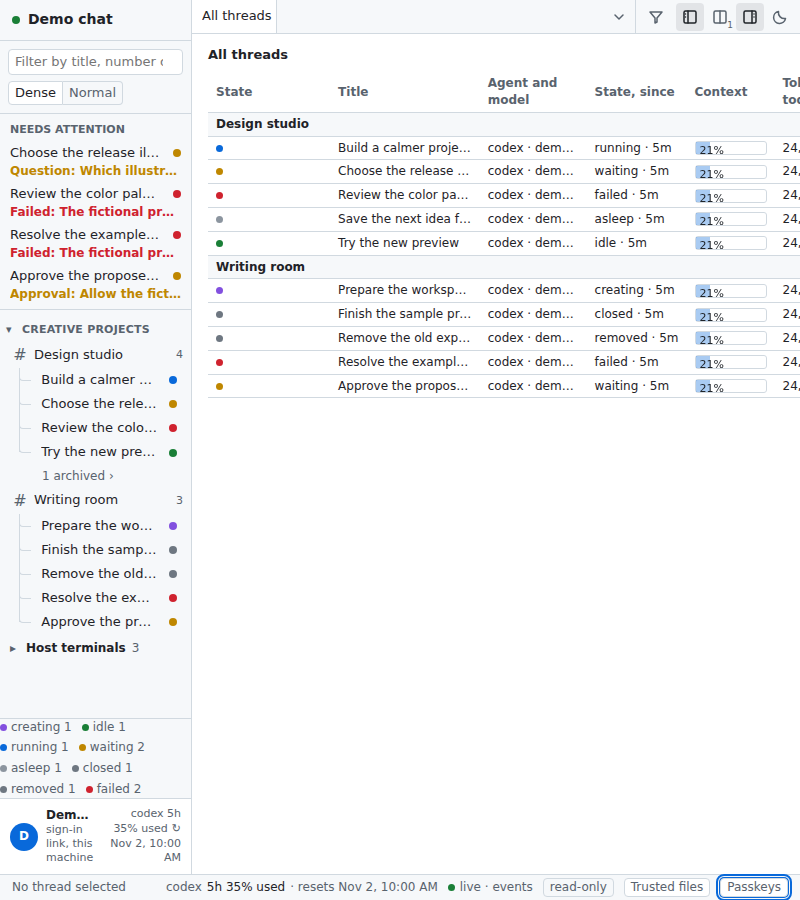 Demo chat
Filter by title, number c
Dense Normal
NEEDS ATTENTION
Choose the release il…
Question: Which illustr…
Review the color pal…
Failed: The fictional pr…
Resolve the example…
Failed: The fictional pr…
Approve the propose…
Approval: Allow the fict…
▾ CREATIVE PROJECTS
# Design studio 4
Build a calmer …
Choose the rele…
Review the colo…
Try the new pre…
1 archived ›
# Writing room 3
Prepare the wo…
Finish the samp…
Remove the old…
Resolve the ex…
Approve the pr…
▸ Host terminals 3
creating 1 idle 1
running 1 waiting 2
asleep 1 closed 1
removed 1 failed 2
D
Dem…
sign-in
link, this
machine
codex 5h
35% used ↻
Nov 2, 10:00
AM
All threads
1
All threads
State Title Agent and model State, since Context
Design studio
Build a calmer proje… codex · dem… running · 5m 21% 24,
Choose the release … codex · dem… waiting · 5m 21% 24,
Review the color pa… codex · dem… failed · 5m 21% 24,
Save the next idea f… codex · dem… asleep · 5m 21% 24,
Try the new preview codex · dem… idle · 5m 21% 24,
Writing room
Prepare the worksp… codex · dem… creating · 5m 21% 24,
Finish the sample pr… codex · dem… closed · 5m 21% 24,
Remove the old exp… codex · dem… removed · 5m 21% 24,
Resolve the exampl… codex · dem… failed · 5m 21% 24,
Approve the propos… codex · dem… waiting · 5m 21% 24,
No thread selected codex 5h 35% used · resets Nov 2, 10:00 AM live · events read-only Trusted files Passkeys